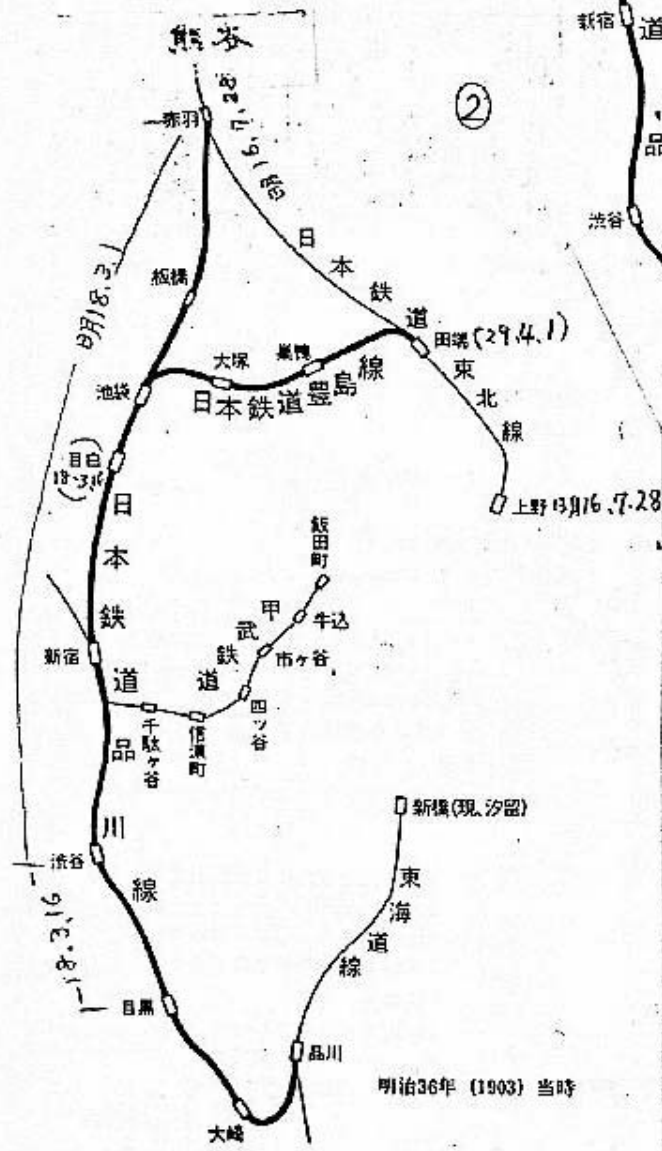 熊谷
②
新宿
道
品
渋谷
赤羽
明16.7.28
日本鉄道東北線
明18.3
板橋
田端(29.4.1)
大塚
巣鴨
日本鉄道豊島線
池袋
目白
18.3.16
上野 明16.7.28
日本鉄道品川線
飯田町
牛込
市ヶ谷
甲武鉄道
四ッ谷
信濃町
千駄ヶ谷
新宿
新橋(現、汐留)
渋谷
東海道線
18.3.16
目黒
品川
大崎
明治36年 (1903) 当時